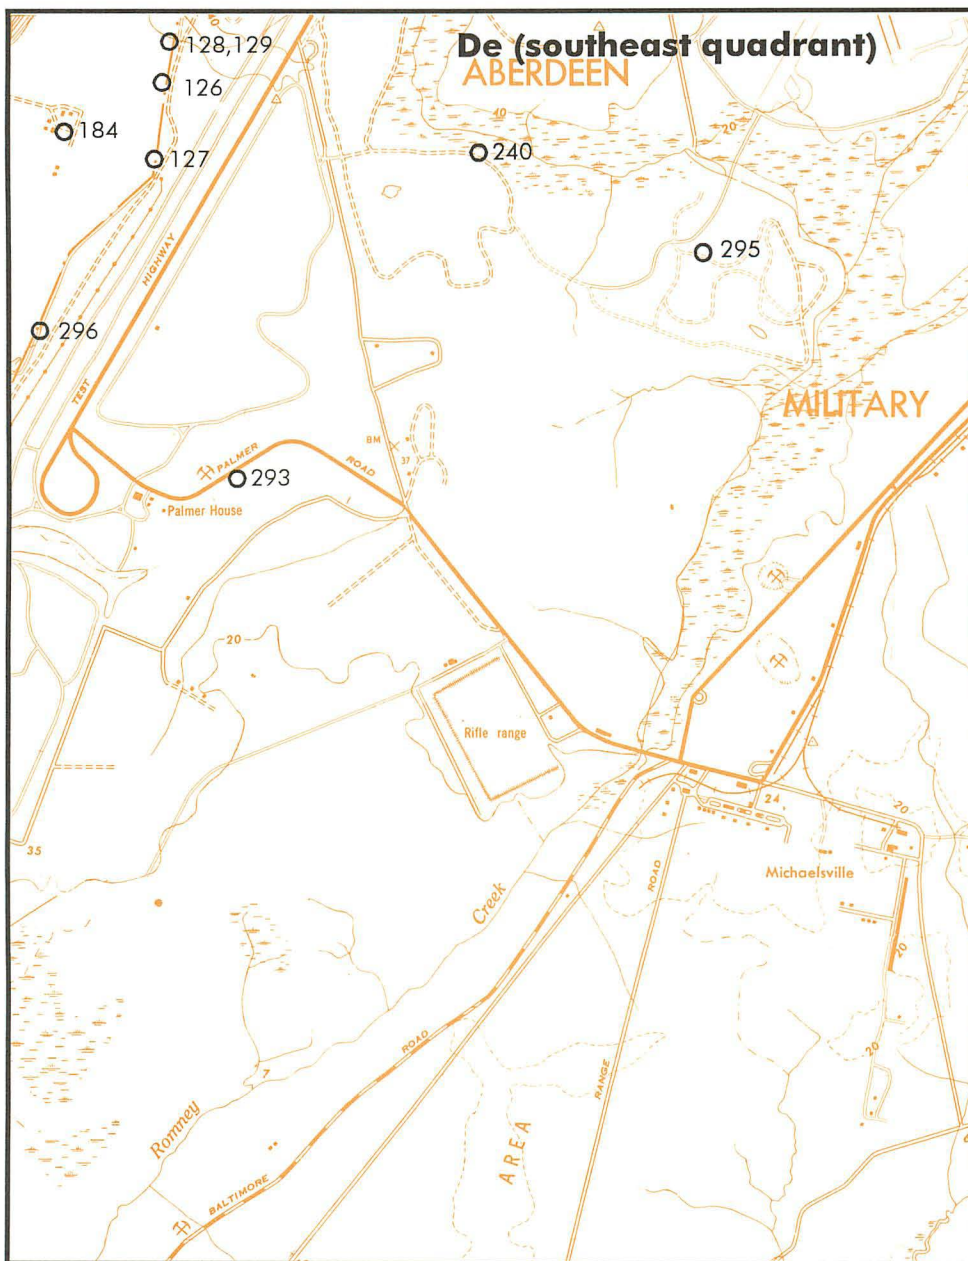 De (southeast quadrant)
ABERDEEN
128,129
126
184
127
240
295
296
293
40
40
20
TEST
HIGHWAY
MILITARY
BM
37
PALMER
ROAD
Palmer House
20
Rifle range
24
20
35
Michaelsville
Creek
ROAD
20
20
ROAD
7
RANGE
Romney
AREA
BALTIMORE